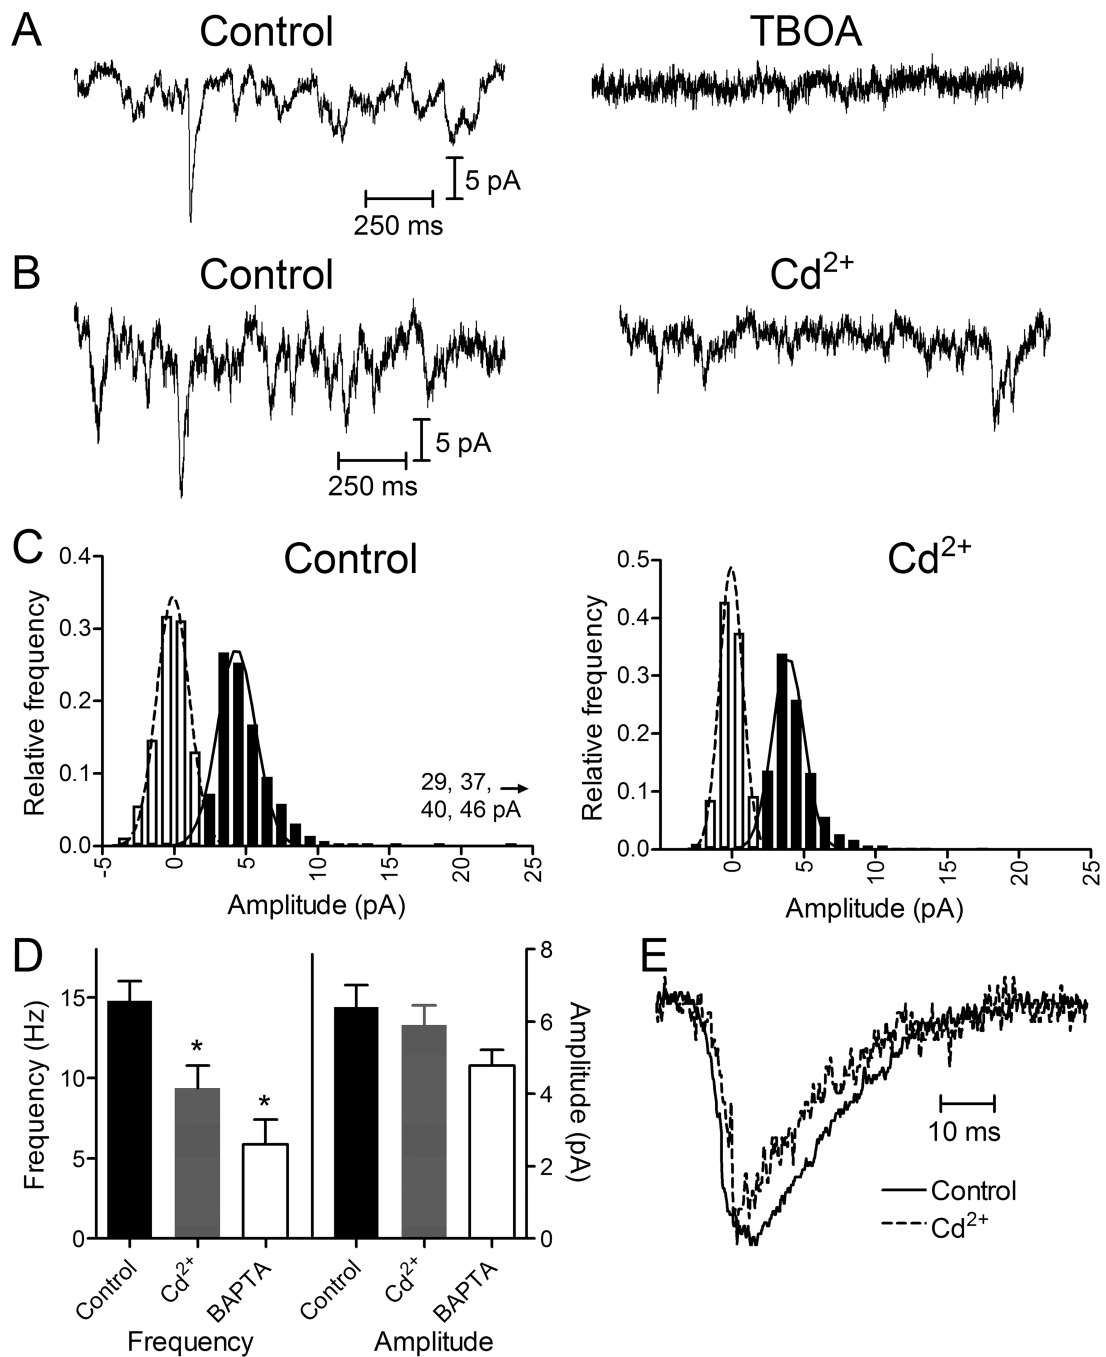 A
Control
TBOA
5 pA
250 ms
B
Control
Cd2+
5 pA
250 ms
C
Control
Relative frequency
0.4
0.3
0.2
0.1
0.0
-5
0
5
10
15
20
25
29, 37,
40, 46 pA
Amplitude (pA)
Cd2+
Relative frequency
0.5
0.4
0.3
0.2
0.1
0.0
0
5
10
15
20
25
Amplitude (pA)
D
Frequency (Hz)
15
10
5
0
*
*
8
6
4
2
0
Amplitude (pA)
Control
Cd2+
BAPTA
Control
Cd2+
BAPTA
Frequency
Amplitude
E
10 ms
Control
Cd2+